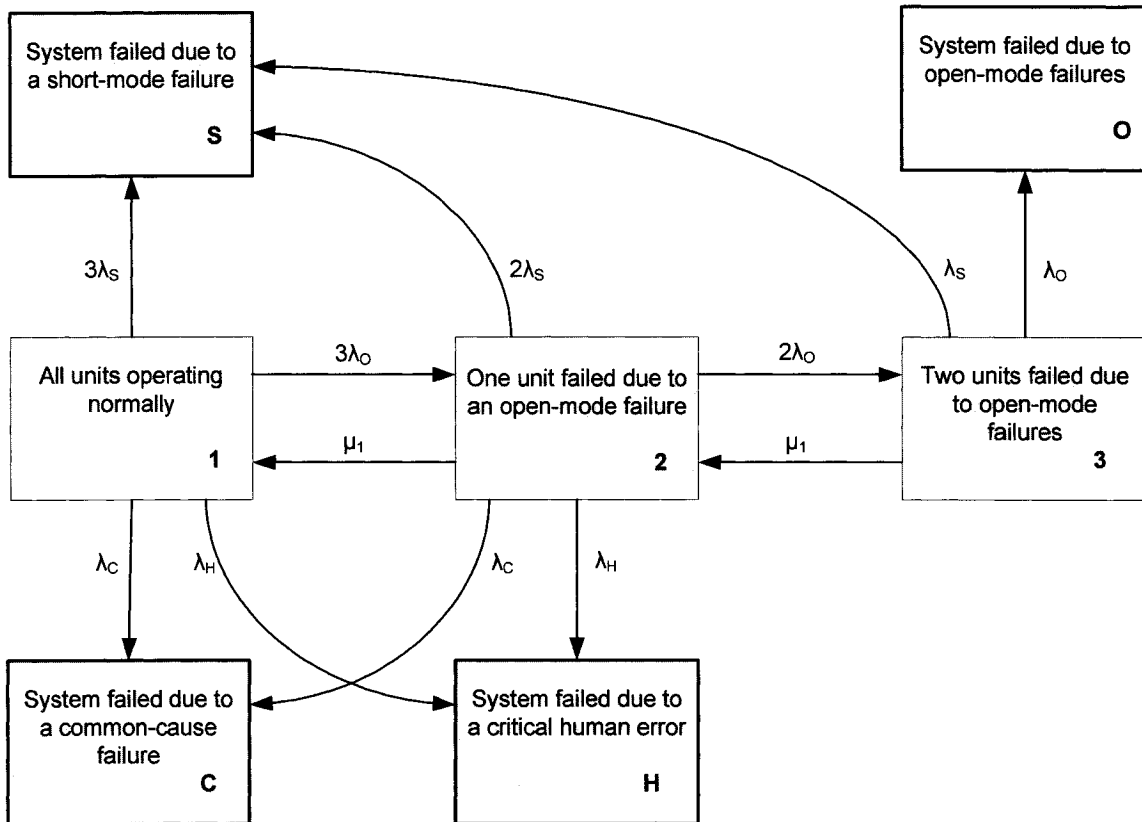 System failed due to
a short-mode failure
S
System failed due to
open-mode failures
O
3λS
2λS
λS
λO
All units operating
normally
1
3λO
μ1
One unit failed due to
an open-mode failure
2
2λO
μ1
Two units failed due
to open-mode
failures
3
λC
λH
λC
λH
System failed due to
a common-cause
failure
C
System failed due to
a critical human error
H